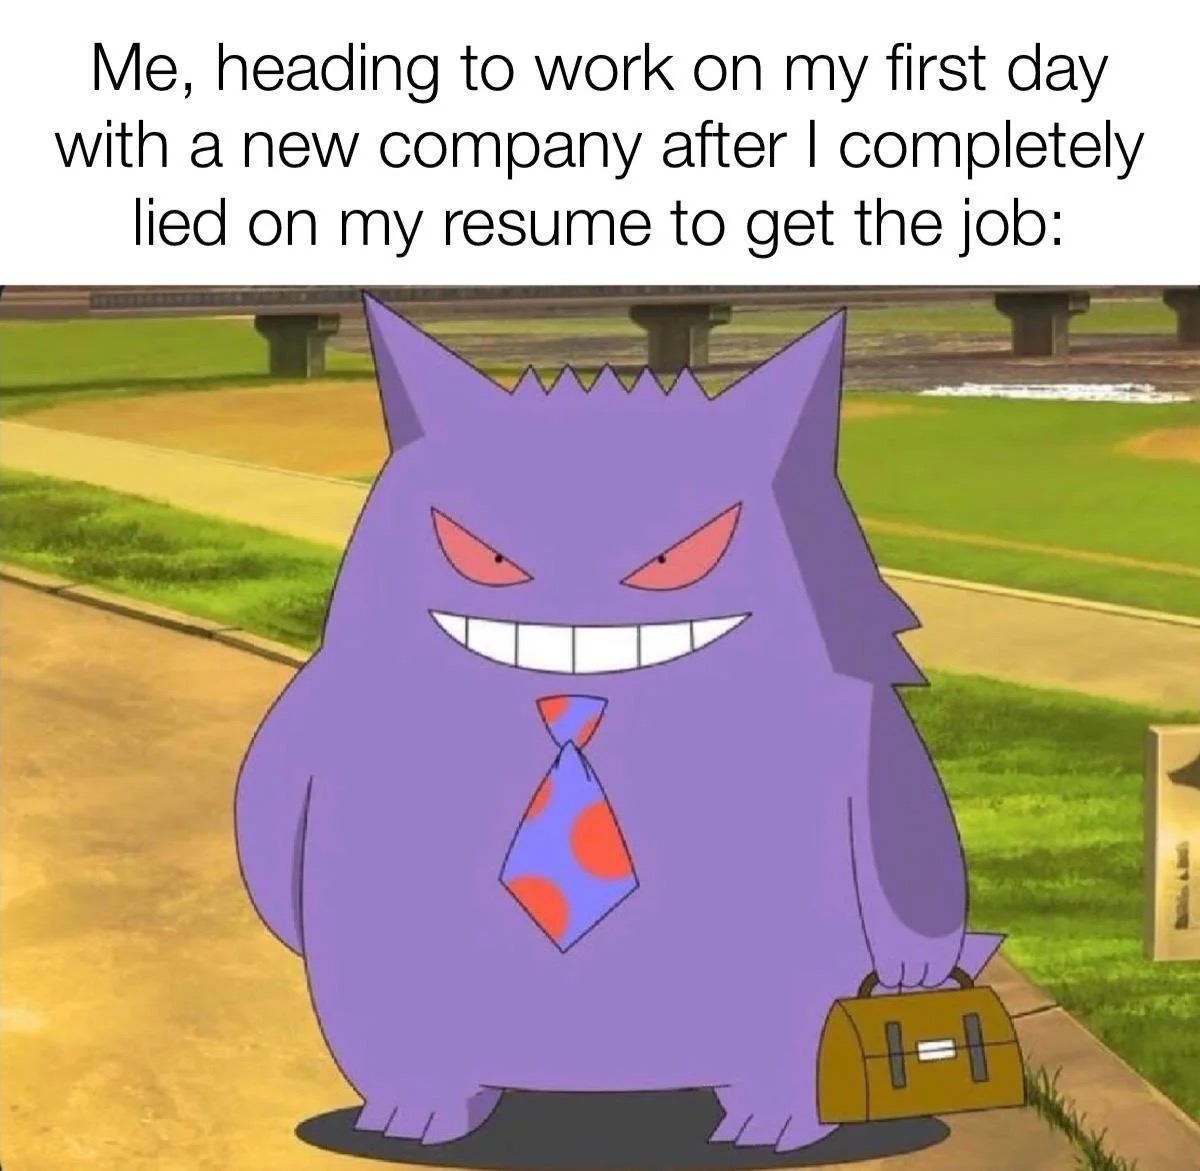 Me, heading to work on my first day
with a new company after I completely
lied on my resume to get the job: